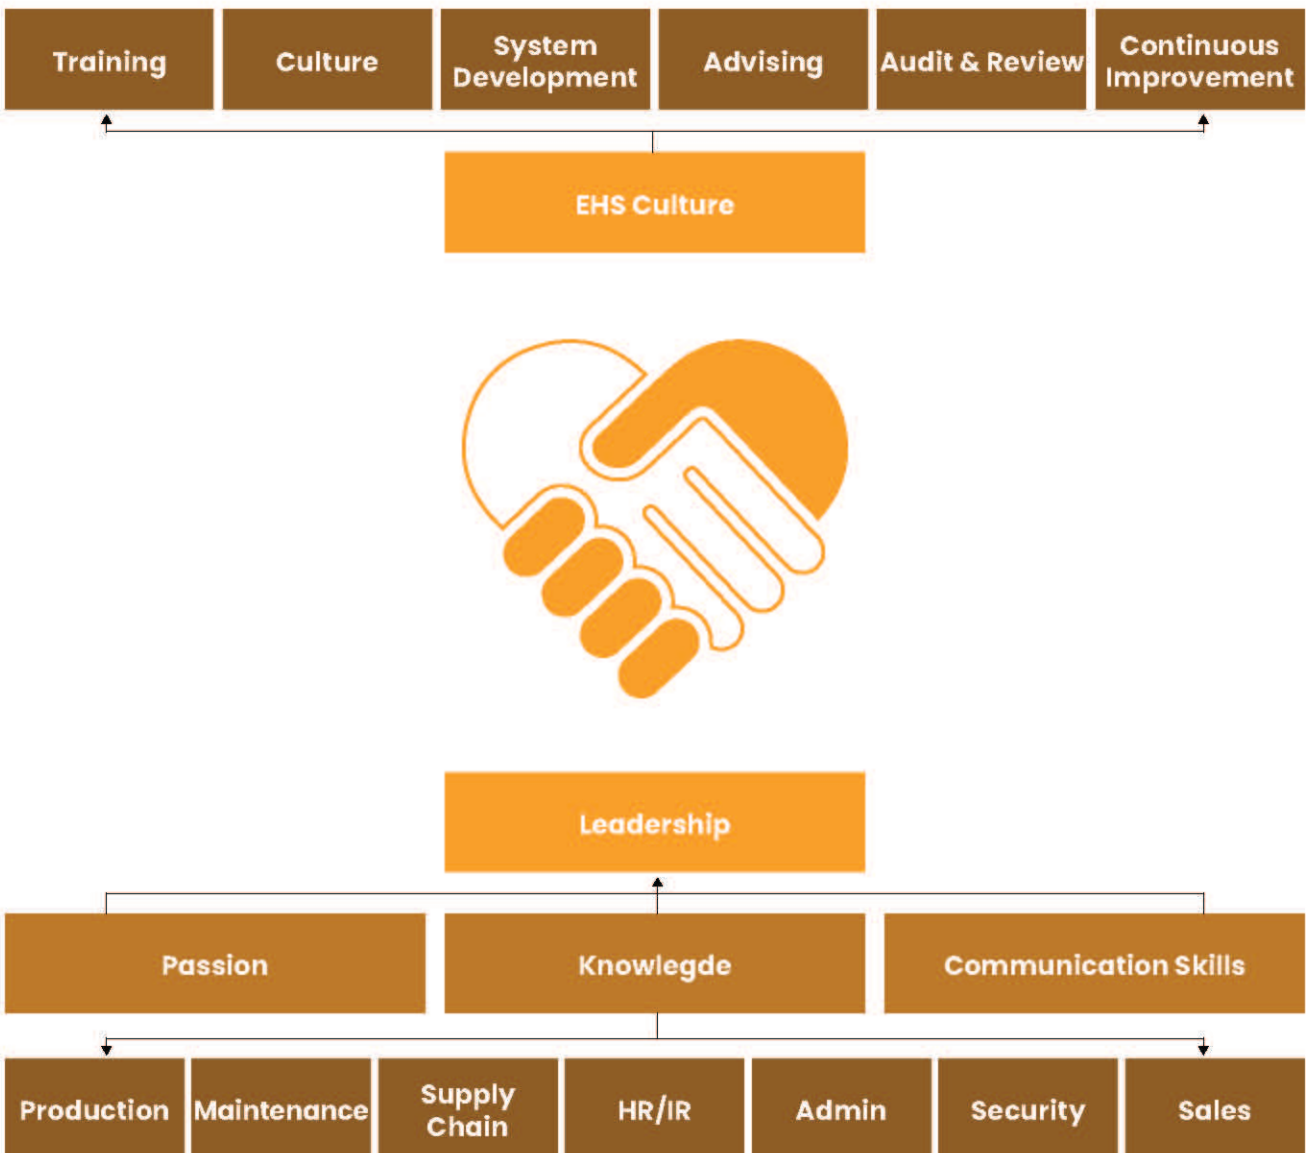 Training
Culture
System
Development
Advising
Audit & Review
Continuous
Improvement
EHS Culture
Leadership
Passion
Knowlegde
Communication Skills
Production
Maintenance
Supply
Chain
HR/IR
Admin
Security
Sales